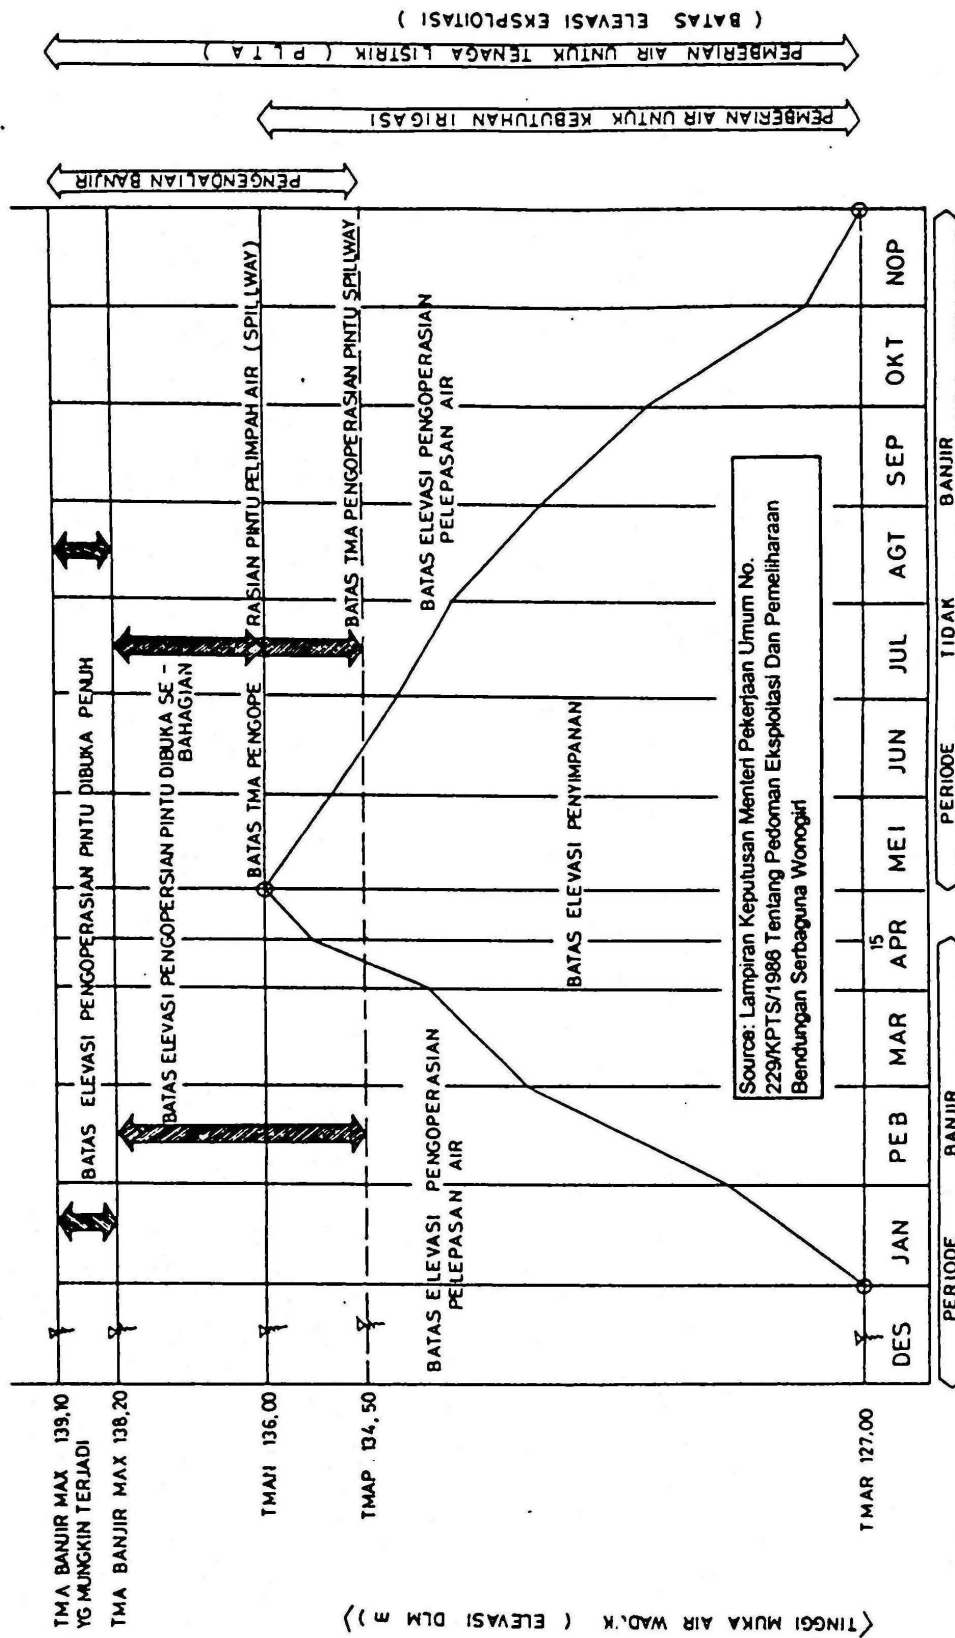 TMA BANJIR MAX 139,10
YG MUNGKIN TERJADI
TMA BANJIR MAX 138,20
TMAN 136,00
TMAP . 134,50
TMAR 127,00
⟨TINGGI MUKA AIR WADUK ( ELEVASI DLM m )⟩
BATAS ELEVASI PENGOPERASIAN PINTU DIBUKA PENUH
BATAS ELEVASI PENGOPERSIAN PINTU DIBUKA SE -
BAHAGIAN
BATAS TMA PENGOPE RASIAN PINTU PELIMPAH AIR ( SPILLWAY)
BATAS TMA PENGOPERASIAN PINTU SPILLWAY
BATAS ELEVASI PENGOPERASIAN
PELEPASAN AIR
BATAS ELEVASI PENGOPERASIAN
PELEPASAN AIR
BATAS ELEVASI PENYIMPANAN
Source: Lampiran Keputusan Menteri Pekerjaan Umum No.
229/KPTS/1986 Tentang Pedoman Eksploitasi Dan Pemeliharaan
Bendungan Serbaguna Wonogiri
DES JAN PEB MAR APR MEI JUN JUL AGT SEP OKT NOP
15
PERIODE BANJIR
PERIODE TIDAK BANJIR
PENGENDALIAN BANJIR
PEMBERIAN AIR UNTUK KEBUTUHAN IRIGASI
PEMBERIAN AIR UNTUK TENAGA LISTRIK ( P L T A )
( BATAS ELEVASI EKSPLOITASI )